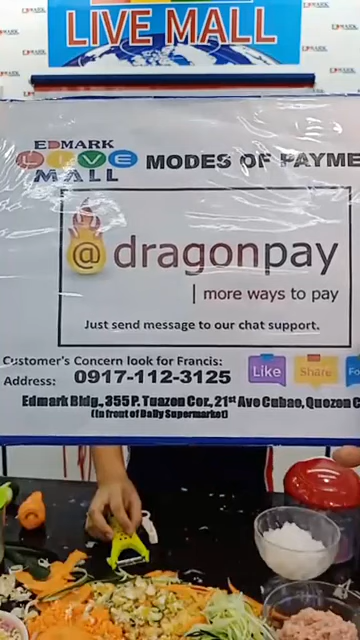 LIVE MALL
EDMARK
LIVE
MALL
MODES OF PAYME
@ dragonpay
| more ways to pay
Just send message to our chat support.
Customer's Concern look for Francis:
Address: 0917-112-3125
Like
Share
Fo
Edmark Bldg., 355 P. Tuazon Cor., 21st Ave Cubao, Quezon C
(In front of Daily Supermarket)